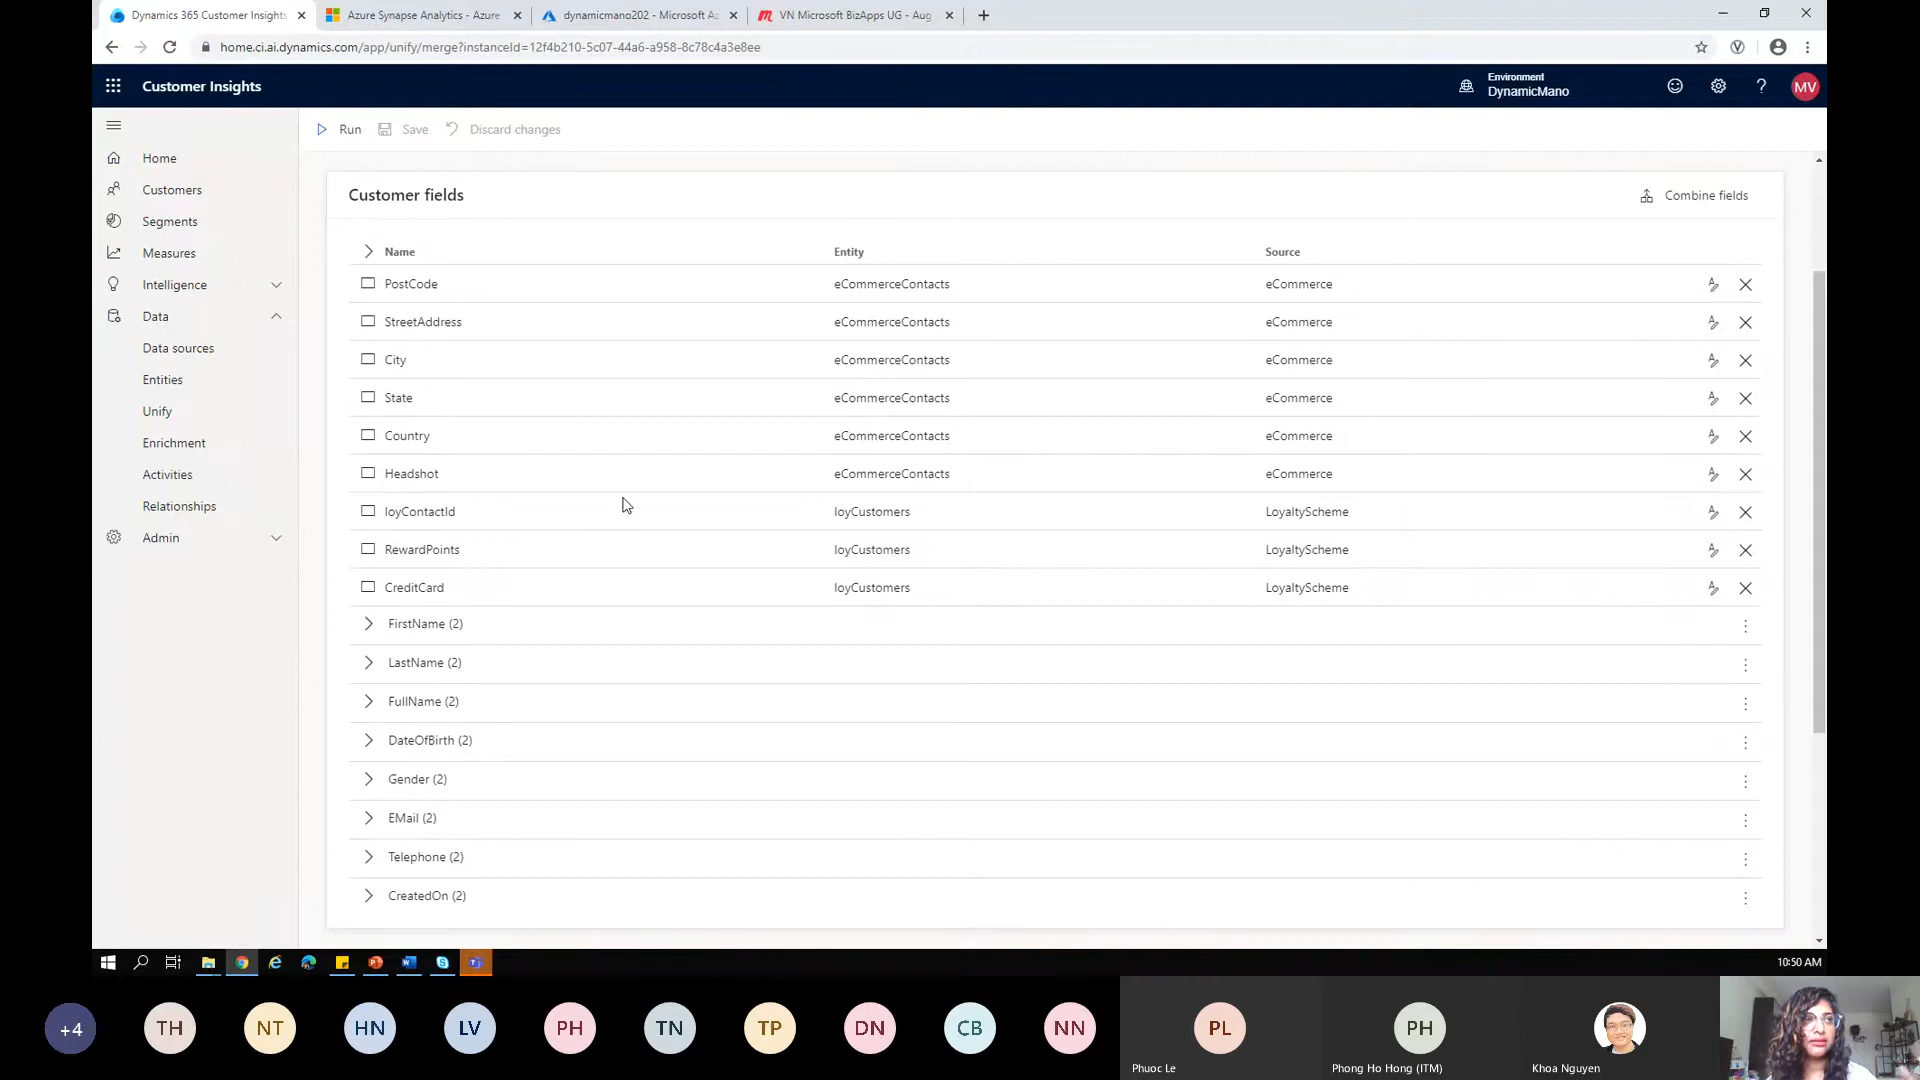 Dynamics 365 Customer Insights
Azure Synapse Analytics - Azure
dynamicmano202 - Microsoft Az
VN Microsoft BizApps UG - Aug
home.ci.ai.dynamics.com/app/unify/merge?instanceId=12f4b210-5c07-44a6-a958-8c78c4a3e8ee
Customer Insights
Environment
DynamicMano
?
MV
Run
Save
Discard changes
Home
Customers
Segments
Measures
Intelligence
Data
Data sources
Entities
Unify
Enrichment
Activities
Relationships
Admin
Customer fields
Combine fields
Name Entity Source
PostCode eCommerceContacts eCommerce
StreetAddress eCommerceContacts eCommerce
City eCommerceContacts eCommerce
State eCommerceContacts eCommerce
Country eCommerceContacts eCommerce
Headshot eCommerceContacts eCommerce
loyContactId loyCustomers LoyaltyScheme
RewardPoints loyCustomers LoyaltyScheme
CreditCard loyCustomers LoyaltyScheme
FirstName (2)
LastName (2)
FullName (2)
DateOfBirth (2)
Gender (2)
EMail (2)
Telephone (2)
CreatedOn (2)
10:50 AM
+4 TH NT HN LV PH TN TP DN CB NN PL PH
Phuoc Le
Phong Ho Hong (ITM)
Khoa Nguyen